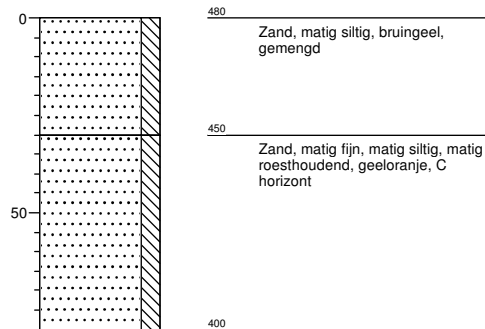 0
480
Zand, matig siltig, bruingeel,
gemengd
450
Zand, matig fijn, matig siltig, matig
roesthoudend, geeloranje, C
horizont
50
400